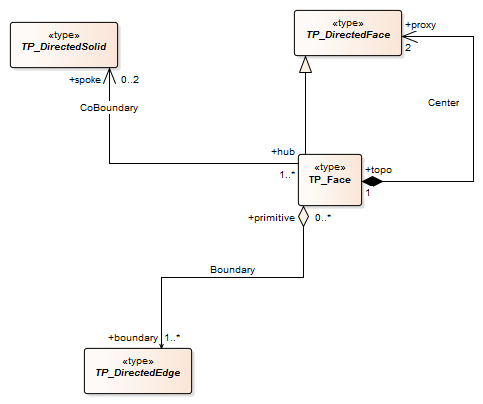 «type»
TP_DirectedSolid
«type»
TP_DirectedFace
+proxy
2
+spoke
0..2
CoBoundary
Center
+hub
1..*
«type»
TP_Face
+topo
1
+primitive
0..*
Boundary
+boundary
1..*
«type»
TP_DirectedEdge